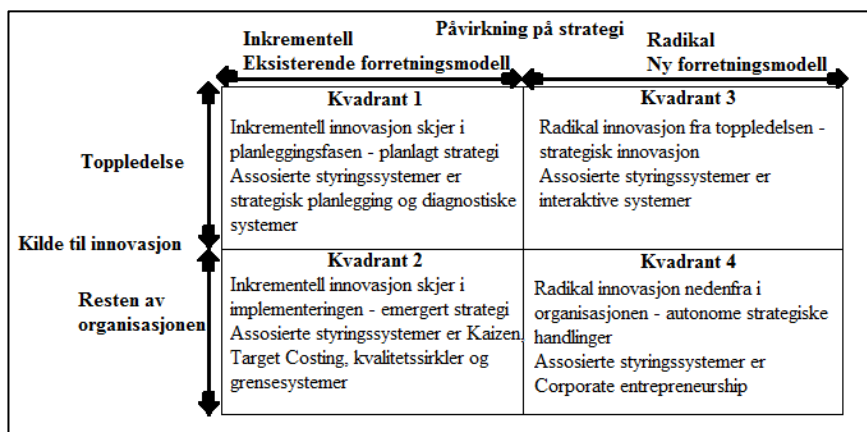 Påvirkning på strategi
Inkrementell
Eksisterende forretningsmodell
Radikal
Ny forretningsmodell
Toppledelse
Kvadrant 1
Inkrementell innovasjon skjer i
planleggingsfasen - planlagt strategi
Assosierte styringssystemer er
strategisk planlegging og diagnostiske
systemer
Kvadrant 3
Radikal innovasjon fra toppledelsen -
strategisk innovasjon
Assosierte styringssystemer er
interaktive systemer
Kilde til innovasjon
Resten av
organisasjonen
Kvadrant 2
Inkrementell innovasjon skjer i
implementeringen - emergert strategi
Assosierte styringssystemer er Kaizen,
Target Costing, kvalitetssirkler og
grensesystemer
Kvadrant 4
Radikal innovasjon nedenfra i
organisasjonen - autonome strategiske
handlinger
Assosierte styringssystemer er
Corporate entrepreneurship